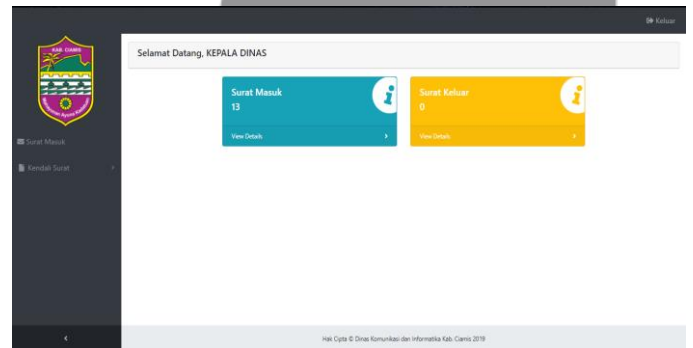 Keluar
KAB. CIAMIS
Selamat Datang, KEPALA DINAS
Surat Masuk
13
View Details
Surat Keluar
0
View Details
Surat Masuk
Kendali Surat
Hak Cipta © Dinas Komunikasi dan Informatika Kab. Ciamis 2019